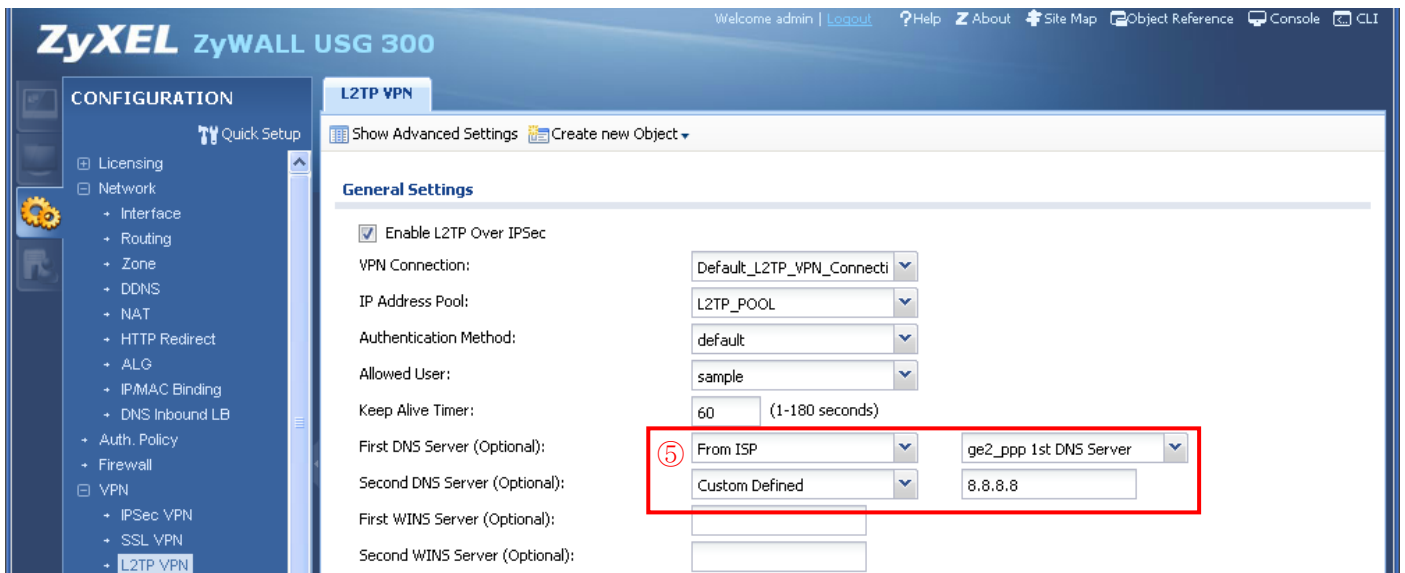 Welcome admin | Logout ?Help Z About Site Map Object Reference Console CLI
ZyXEL ZyWALL USG 300
CONFIGURATION
Quick Setup
Licensing
Network
Interface
Routing
Zone
DDNS
NAT
HTTP Redirect
ALG
IP/MAC Binding
DNS Inbound LB
Auth. Policy
Firewall
VPN
IPSec VPN
SSL VPN
L2TP VPN
L2TP VPN
Show Advanced Settings Create new Object
General Settings
Enable L2TP Over IPSec
VPN Connection: Default_L2TP_VPN_Connecti
IP Address Pool: L2TP_POOL
Authentication Method: default
Allowed User: sample
Keep Alive Timer: 60 (1-180 seconds)
First DNS Server (Optional): ⑤ From ISP ge2_ppp 1st DNS Server
Second DNS Server (Optional): Custom Defined 8.8.8.8
First WINS Server (Optional):
Second WINS Server (Optional):